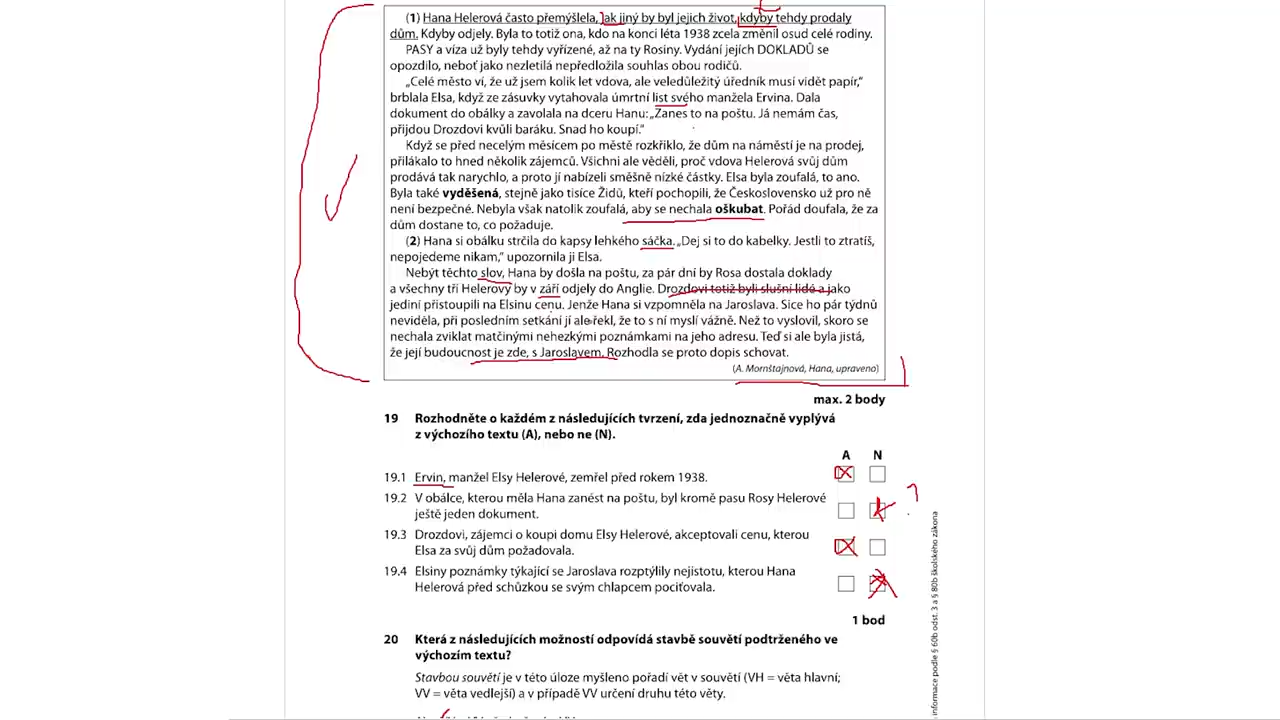 (1) Hana Helerová často přemýšlela, jak jiný by byl jejich život, kdyby tehdy prodaly
dům. Kdyby odjely. Byla to totiž ona, kdo na konci léta 1938 zcela změnil osud celé rodiny.
PASY a víza už byly tehdy vyřízené, až na ty Rosiny. Vydání jejích DOKLADŮ se
opozdilo, neboť jako nezletilá nepředložila souhlas obou rodičů.
„Celé město ví, že už jsem kolik let vdova, ale veledůležitý úředník musí vidět papír,“
brblala Elsa, když ze zásuvky vytahovala úmrtní list svého manžela Ervina. Dala
dokument do obálky a zavolala na dceru Hanu: „Zanes to na poštu. Já nemám čas,
přijdou Drozdovi kvůli baráku. Snad ho koupí.“
Když se před necelým měsícem po městě rozkřiklo, že dům na náměstí je na prodej,
přilákalo to hned několik zájemců. Všichni ale věděli, proč vdova Helerová svůj dům
prodává tak narychlo, a proto jí nabízeli směšně nízké částky. Elsa byla zoufalá, to ano.
Byla také vyděšená, stejně jako tisíce Židů, kteří pochopili, že Československo už pro ně
není bezpečné. Nebyla však natolik zoufalá, aby se nechala oškubat. Pořád doufala, že za
dům dostane to, co požaduje.
(2) Hana si obálku strčila do kapsy lehkého sáčka. „Dej si to do kabelky. Jestli to ztratíš,
nepojedeme nikam,“ upozornila ji Elsa.
Nebýt těchto slov, Hana by došla na poštu, za pár dní by Rosa dostala doklady
a všechny tři Helerovy by v září odjely do Anglie. Drozdovi totiž byli slušní lidé a jako
jediní přistoupili na Elsinu cenu. Jenže Hana si vzpomněla na Jaroslava. Sice ho pár týdnů
neviděla, při posledním setkání jí ale řekl, že to s ní myslí vážně. Než to vyslovil, skoro se
nechala zviklat matčinými nehezkými poznámkami na jeho adresu. Teď si ale byla jistá,
že její budoucnost je zde, s Jaroslavem. Rozhodla se proto dopis schovat.
(A. Mornštajnová, Hana, upraveno)
max. 2 body
19 Rozhodněte o každém z následujících tvrzení, zda jednoznačně vyplývá
z výchozího textu (A), nebo ne (N).
A N
19.1 Ervin, manžel Elsy Helerové, zemřel před rokem 1938.
19.2 V obálce, kterou měla Hana zanést na poštu, byl kromě pasu Rosy Helerové
ještě jeden dokument.
19.3 Drozdovi, zájemci o koupi domu Elsy Helerové, akceptovali cenu, kterou
Elsa za svůj dům požadovala.
19.4 Elsiny poznámky týkající se Jaroslava rozptýlily nejistotu, kterou Hana
Helerová před schůzkou se svým chlapcem pociťovala.
1 bod
20 Která z následujících možností odpovídá stavbě souvětí podtrženého ve
výchozím textu?
Stavbou souvětí je v této úloze myšleno pořadí vět v souvětí (VH = věta hlavní;
VV = věta vedlejší) a v případě VV určení druhu této věty.
informace podle § 60b odst. 3 a § 80b školského zákona